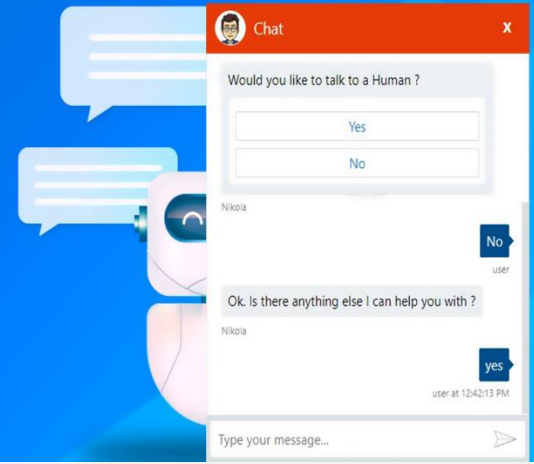 Chat
X
Would you like to talk to a Human ?
Yes
No
Nikola
No
user
Ok. Is there anything else I can help you with ?
Nikola
yes
user at 12:42:13 PM
Type your message...